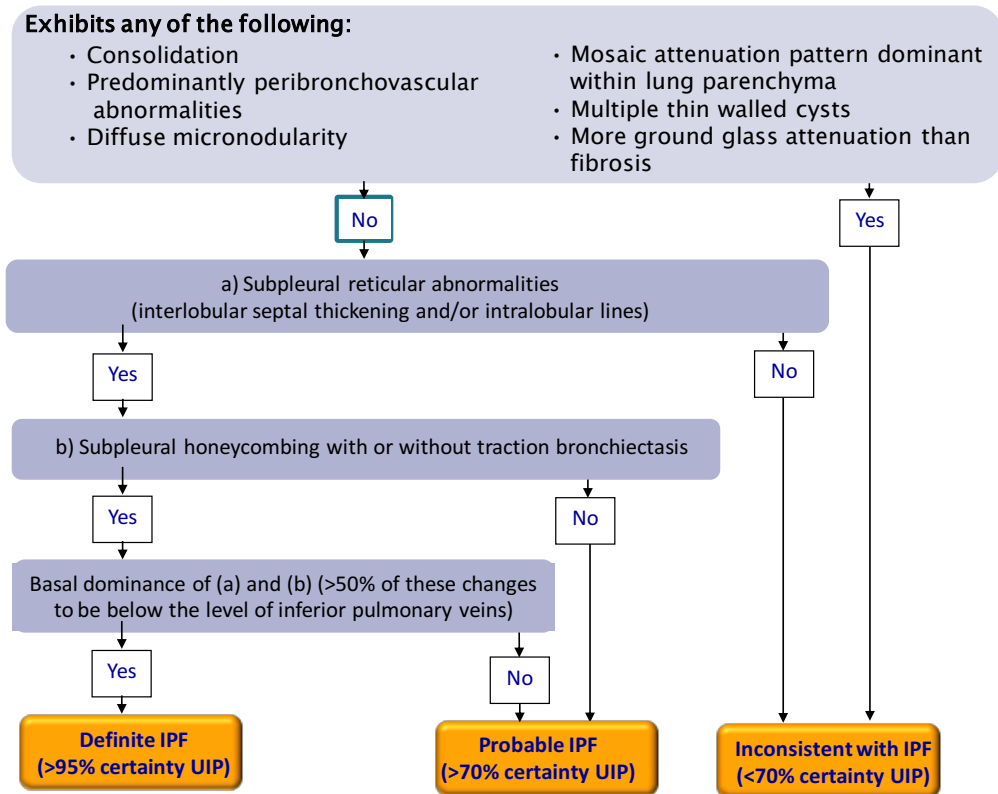 Exhibits any of the following:
· Consolidation
· Predominantly peribronchovascular
abnormalities
· Diffuse micronodularity
· Mosaic attenuation pattern dominant
within lung parenchyma
· Multiple thin walled cysts
· More ground glass attenuation than
fibrosis
No
Yes
a) Subpleural reticular abnormalities
(interlobular septal thickening and/or intralobular lines)
Yes
No
b) Subpleural honeycombing with or without traction bronchiectasis
Yes
No
Basal dominance of (a) and (b) (>50% of these changes
to be below the level of inferior pulmonary veins)
Yes
No
Definite IPF
(>95% certainty UIP)
Probable IPF
(>70% certainty UIP)
Inconsistent with IPF
(<70% certainty UIP)